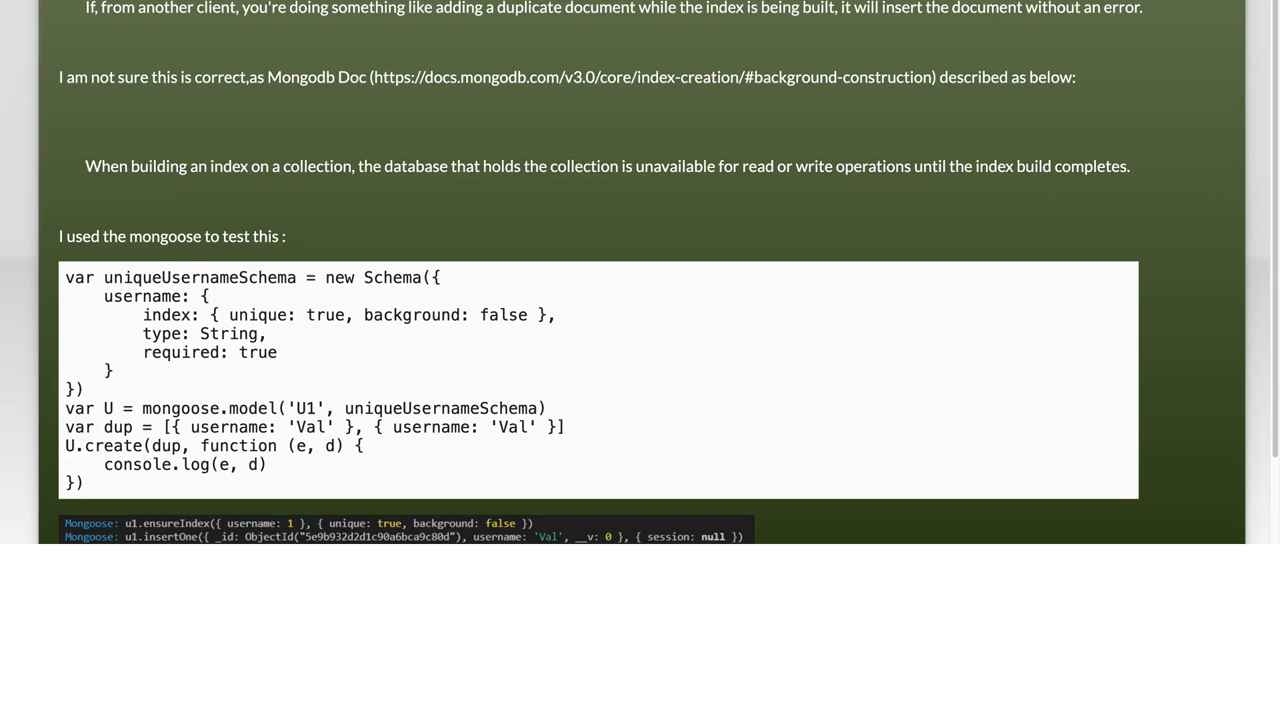 If, from another client, you're doing something like adding a duplicate document while the index is being built, it will insert the document without an error.
I am not sure this is correct,as Mongodb Doc (https://docs.mongodb.com/v3.0/core/index-creation/#background-construction) described as below:
When building an index on a collection, the database that holds the collection is unavailable for read or write operations until the index build completes.
I used the mongoose to test this :
var uniqueUsernameSchema = new Schema({
    username: {
        index: { unique: true, background: false },
        type: String,
        required: true
    }
})
var U = mongoose.model('U1', uniqueUsernameSchema)
var dup = [{ username: 'Val' }, { username: 'Val' }]
U.create(dup, function (e, d) {
    console.log(e, d)
})
Mongoose: u1.ensureIndex({ username: 1 }, { unique: true, background: false })
Mongoose: u1.insertOne({ _id: ObjectId("5e9b932d2d1c90a6bca9c80d"), username: 'Val', __v: 0 }, { session: null })